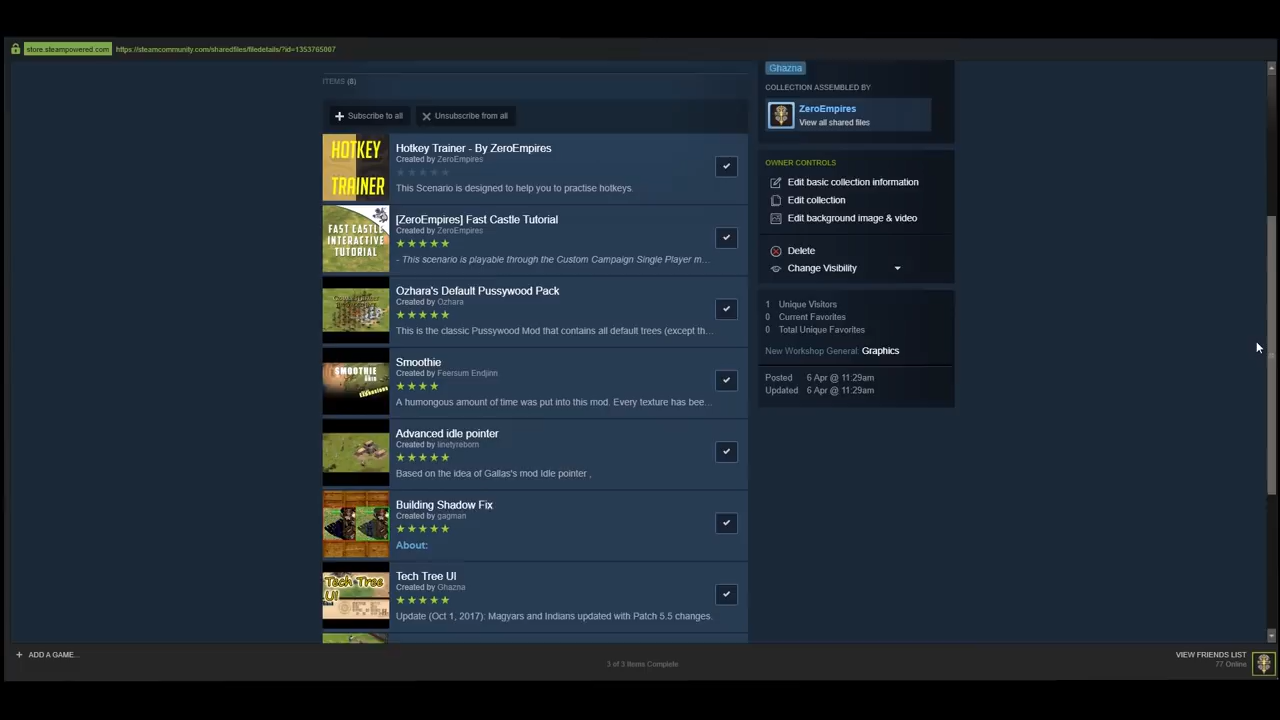 store.steampowered.com https://steamcommunity.com/sharedfiles/filedetails/?id=1353765007
ITEMS (8)
Subscribe to all Unsubscribe from all
HOTKEY
TRAINER
Hotkey Trainer - By ZeroEmpires
Created by ZeroEmpires
This Scenario is designed to help you to practise hotkeys.
FAST CASTLE
INTERACTIVE
TUTORIAL
[ZeroEmpires] Fast Castle Tutorial
Created by ZeroEmpires
- This scenario is playable through the Custom Campaign Single Player m...
Ozhara's Default Pussywood Pack
Created by Ozhara
This is the classic Pussywood Mod that contains all default trees (except th...
SMOOTHIE
Smoothie
Created by Feersum Endjinn
A humongous amount of time was put into this mod. Every texture has bee...
Advanced idle pointer
Created by linetyreborn
Based on the idea of Gallas's mod Idle pointer ,
Building Shadow Fix
Created by gagman
About:
Tech Tree
UI
Tech Tree UI
Created by Ghazna
Update (Oct 1, 2017): Magyars and Indians updated with Patch 5.5 changes.
Ghazna
COLLECTION ASSEMBLED BY
ZeroEmpires
View all shared files
OWNER CONTROLS
Edit basic collection information
Edit collection
Edit background image & video
Delete
Change Visibility
1 Unique Visitors
0 Current Favorites
0 Total Unique Favorites
New Workshop General: Graphics
Posted 6 Apr @ 11:29am
Updated 6 Apr @ 11:29am
+ ADD A GAME...
3 of 3 Items Complete
VIEW FRIENDS LIST
77 Online